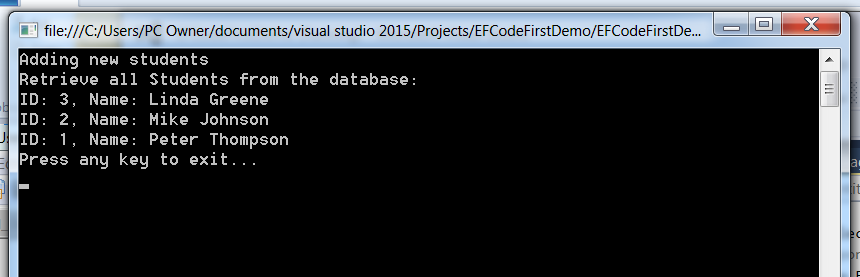 file:///C:/Users/PC Owner/documents/visual studio 2015/Projects/EFCodeFirstDemo/EFCodeFirstDe...
Adding new students
Retrieve all Students from the database:
ID: 3, Name: Linda Greene
ID: 2, Name: Mike Johnson
ID: 1, Name: Peter Thompson
Press any key to exit...